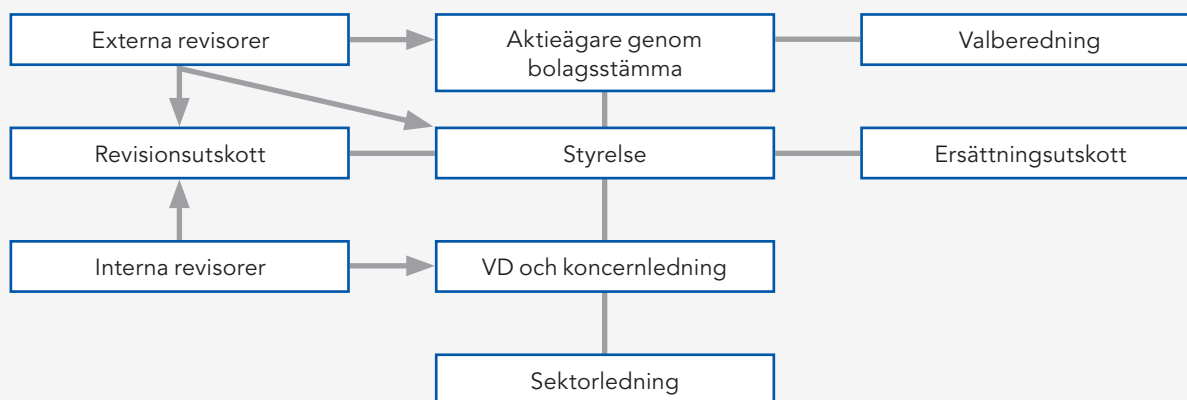 Externa revisorer
Aktieägare genom
bolagsstämma
Valberedning
Revisionsutskott
Styrelse
Ersättningsutskott
Interna revisorer
VD och koncernledning
Sektorledning